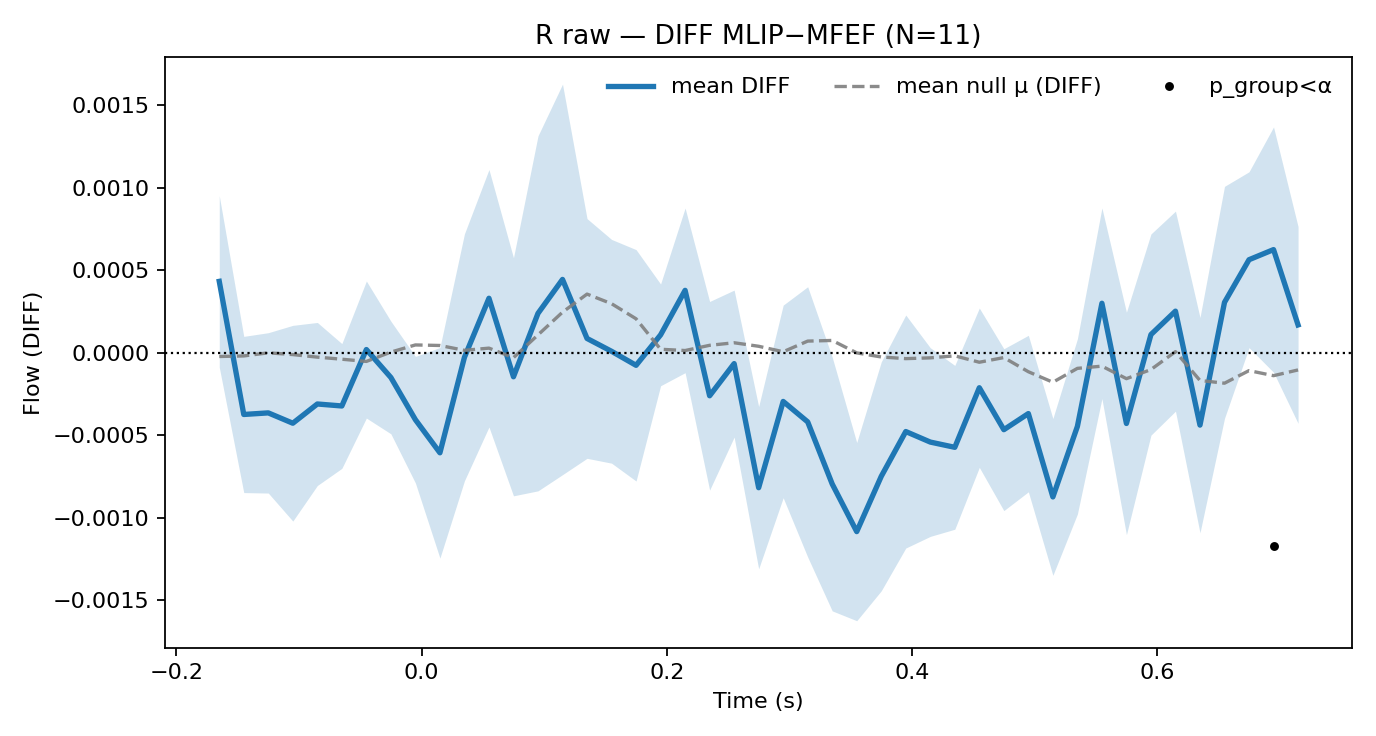 R raw — DIFF MLIP−MFEF (N=11)
mean DIFF
mean null μ (DIFF)
p_group<α
0.0015
0.0010
0.0005
0.0000
−0.0005
−0.0010
−0.0015
Flow (DIFF)
−0.2
0.0
0.2
0.4
0.6
Time (s)